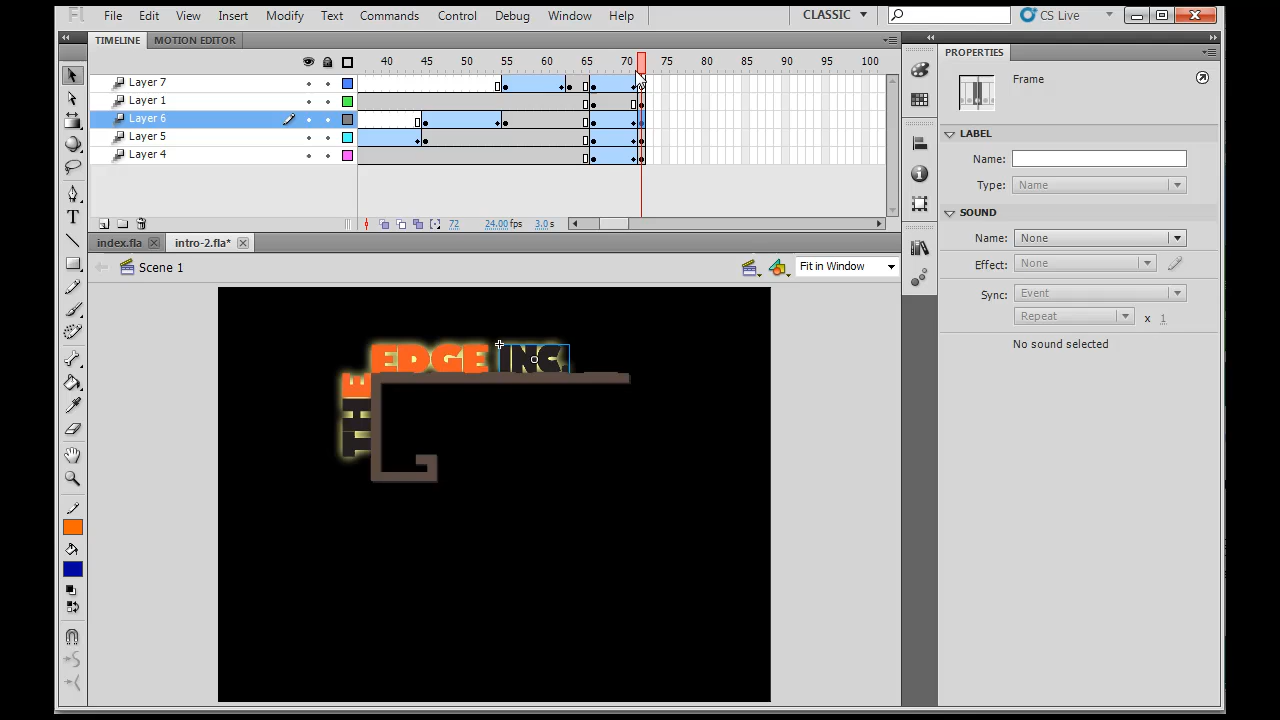 Fl File Edit View Insert Modify Text Commands Control Debug Window Help CLASSIC CS Live
TIMELINE MOTION EDITOR
40 45 50 55 60 65 70 75 80 85 90 95 100
Layer 7
Layer 1
Layer 6
Layer 5
Layer 4
72 24.00 fps 3.0 s
index.fla intro-2.fla*
Scene 1 Fit in Window
EDGE INC.
THE
PROPERTIES
Frame
LABEL
Name:
Type: Name
SOUND
Name: None
Effect: None
Sync: Event
Repeat x 1
No sound selected